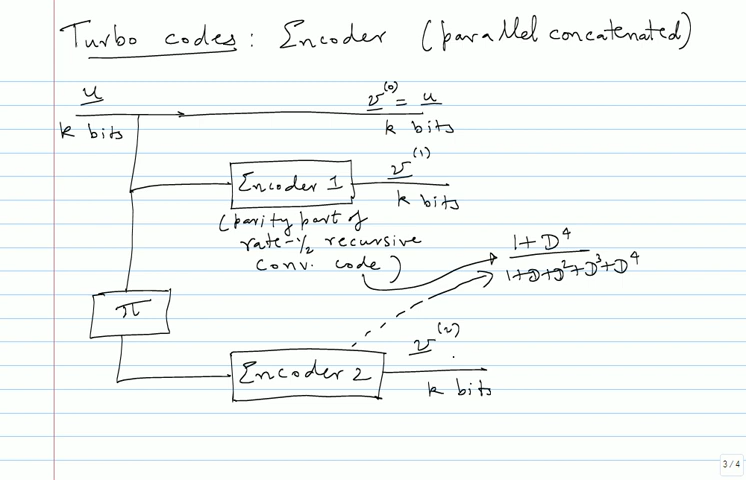 Turbo codes: Encoder (parallel concatenated)
u
k bits
v^(0) = u
k bits
Encoder 1
v^(1)
k bits
(parity part of
rate-1/2 recursive
conv. code)
1+D^4
1+D+D^2+D^3+D^4
π
Encoder 2
v^(2)
k bits
3 / 4